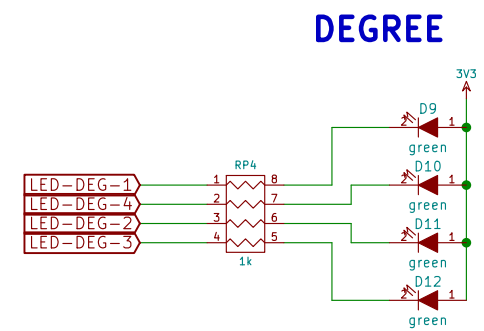 DEGREE
3V3
D9
2 1
green
RP4
D10
LED-DEG-1 1 8 2 1
LED-DEG-4 2 7 green
LED-DEG-2 3 6 D11
LED-DEG-3 4 5 2 1
1k green
D12
2 1
green